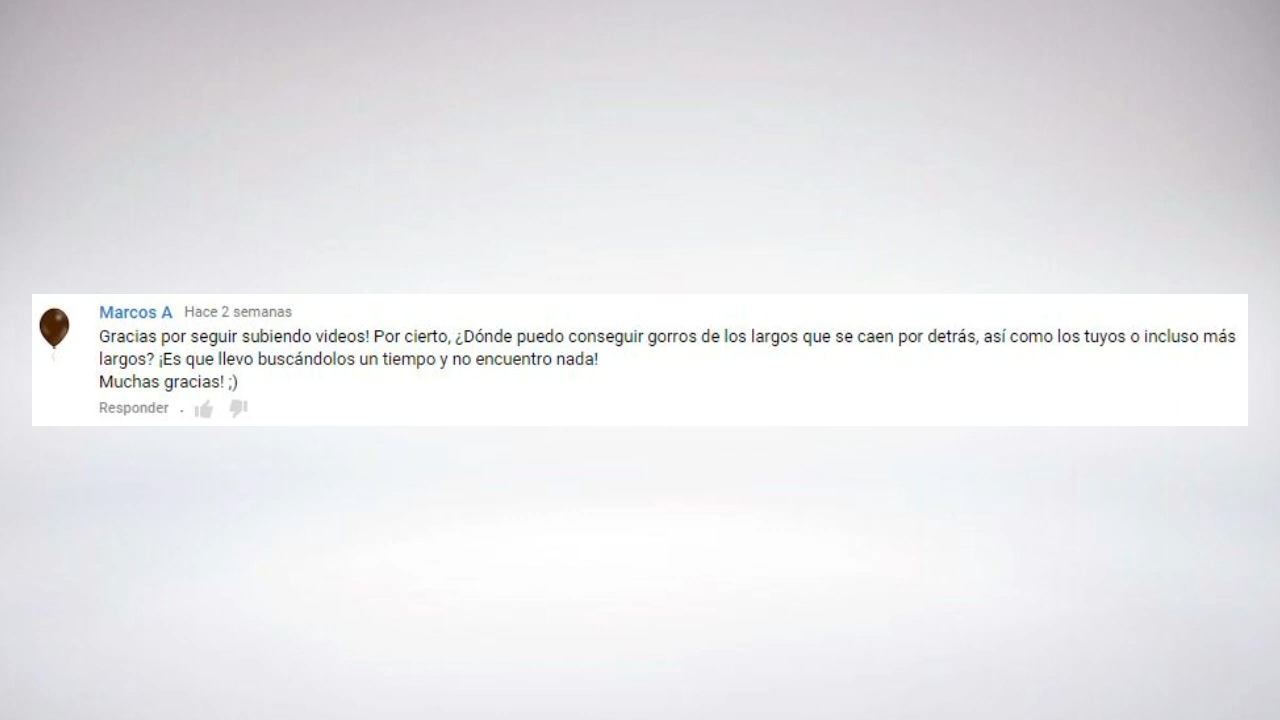 Marcos A Hace 2 semanas
Gracias por seguir subiendo videos! Por cierto, ¿Dónde puedo conseguir gorros de los largos que se caen por detrás, así como los tuyos o incluso más
largos? ¡Es que llevo buscándolos un tiempo y no encuentro nada!
Muchas gracias! ;)
Responder .